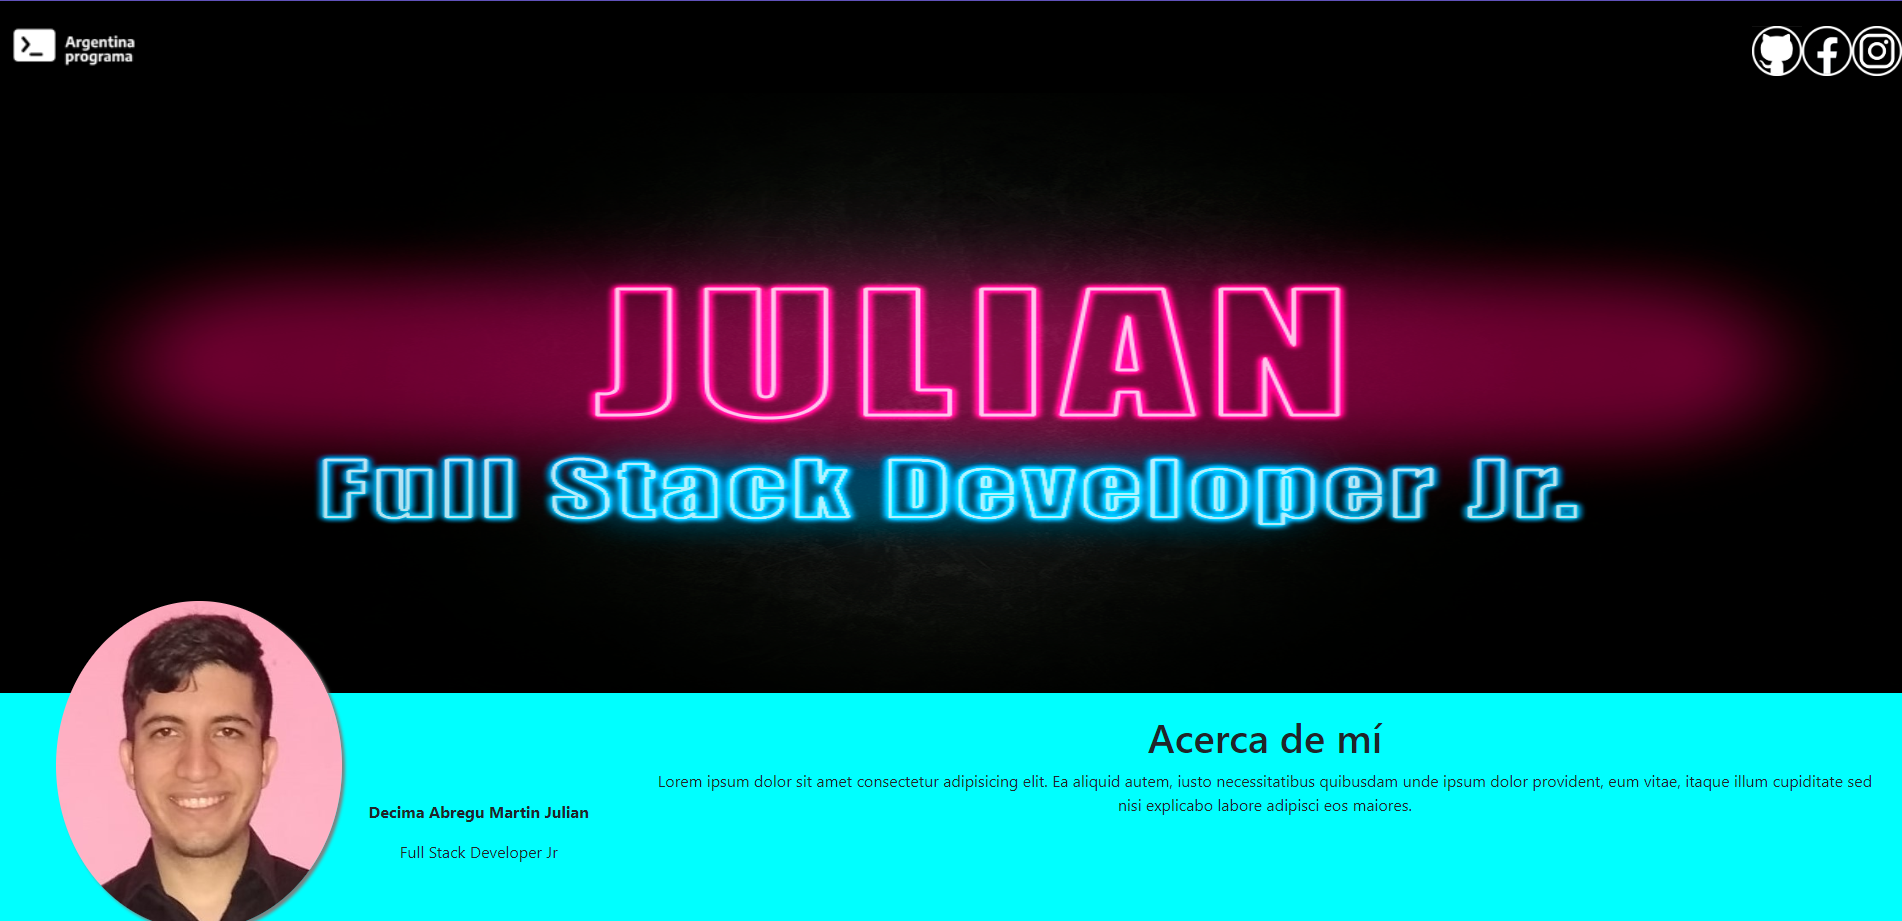 Argentina
programa
JULIAN
Full Stack Developer Jr.
Acerca de mí
Lorem ipsum dolor sit amet consectetur adipisicing elit. Ea aliquid autem, iusto necessitatibus quibusdam unde ipsum dolor provident, eum vitae, itaque illum cupiditate sed
nisi explicabo labore adipisci eos maiores.
Decima Abregu Martin Julian
Full Stack Developer Jr